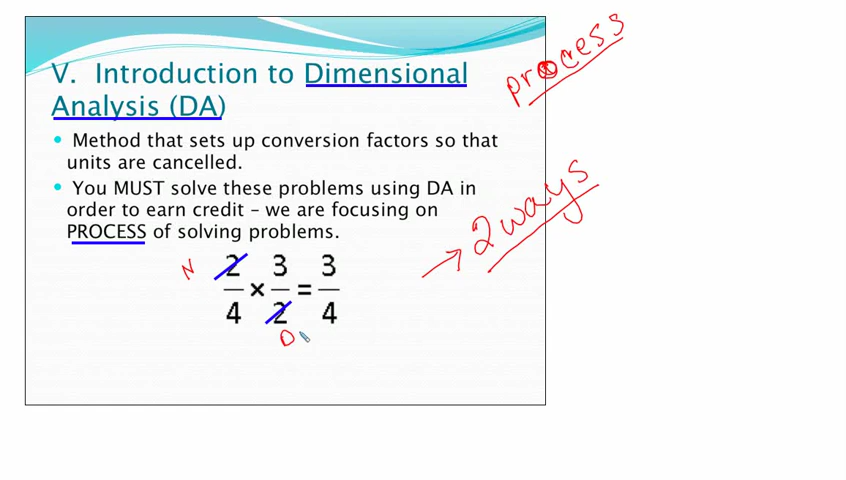 V. Introduction to Dimensional
Analysis (DA)
process
• Method that sets up conversion factors so that
units are cancelled.
• You MUST solve these problems using DA in
order to earn credit – we are focusing on
PROCESS of solving problems.
→ 2 ways
N 2/4 × 3/2 = 3/4
D